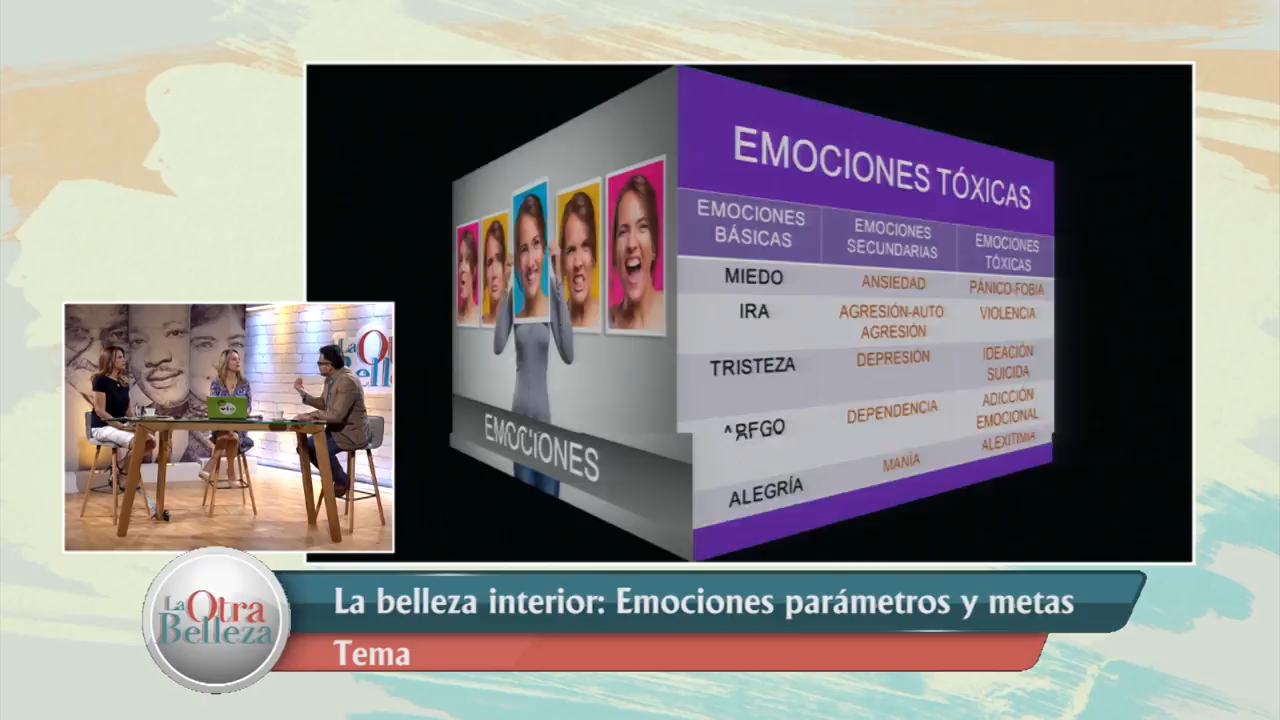 EMOCIONES TÓXICAS
EMOCIONES BÁSICAS
EMOCIONES SECUNDARIAS
EMOCIONES TÓXICAS
MIEDO
ANSIEDAD
PÁNICO-FOBIA
IRA
AGRESIÓN-AUTO AGRESIÓN
VIOLENCIA
TRISTEZA
DEPRESIÓN
IDEACIÓN SUICIDA
DEPENDENCIA
ADICCIÓN EMOCIONAL
ALEGRÍA
MANÍA
ALEXITIMIA
EMOCIONES
La Otra
Belleza
La belleza interior: Emociones parámetros y metas
Tema